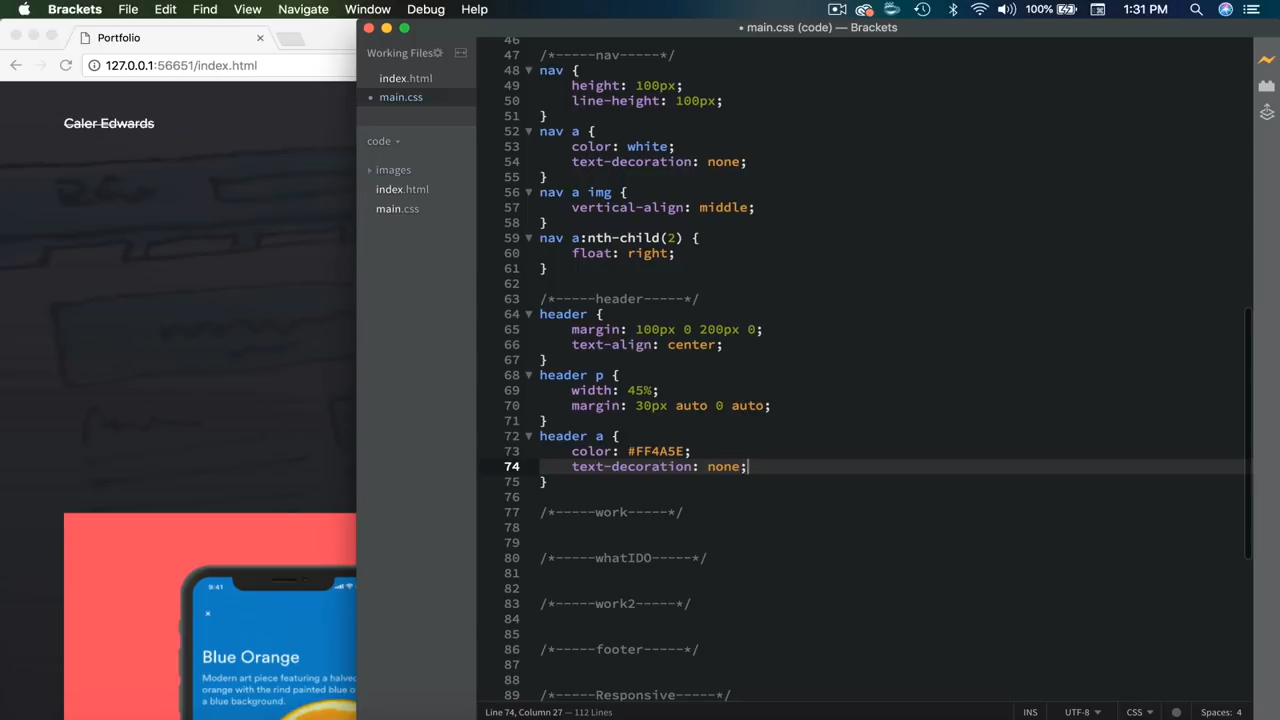 Brackets File Edit Find View Navigate Window Debug Help 100% 1:31 PM
Portfolio
127.0.0.1:56651/index.html
Caler Edwards
9:41
×
Blue Orange
Modern art piece featuring a halved
orange with the rind painted blue o
a blue background.
• main.css (code) — Brackets
Working Files
index.html
• main.css
code
images
index.html
main.css
46
47 /*-----nav-----*/
48 nav {
49 height: 100px;
50 line-height: 100px;
51 }
52 nav a {
53 color: white;
54 text-decoration: none;
55 }
56 nav a img {
57 vertical-align: middle;
58 }
59 nav a:nth-child(2) {
60 float: right;
61 }
62
63 /*-----header-----*/
64 header {
65 margin: 100px 0 200px 0;
66 text-align: center;
67 }
68 header p {
69 width: 45%;
70 margin: 30px auto 0 auto;
71 }
72 header a {
73 color: #FF4A5E;
74 text-decoration: none;
75 }
76
77 /*-----work-----*/
78
79
80 /*-----whatIDO-----*/
81
82
83 /*-----work2-----*/
84
85
86 /*-----footer-----*/
87
88
89 /*-----Responsive-----*/
Line 74, Column 27 — 112 Lines INS UTF-8 CSS Spaces: 4